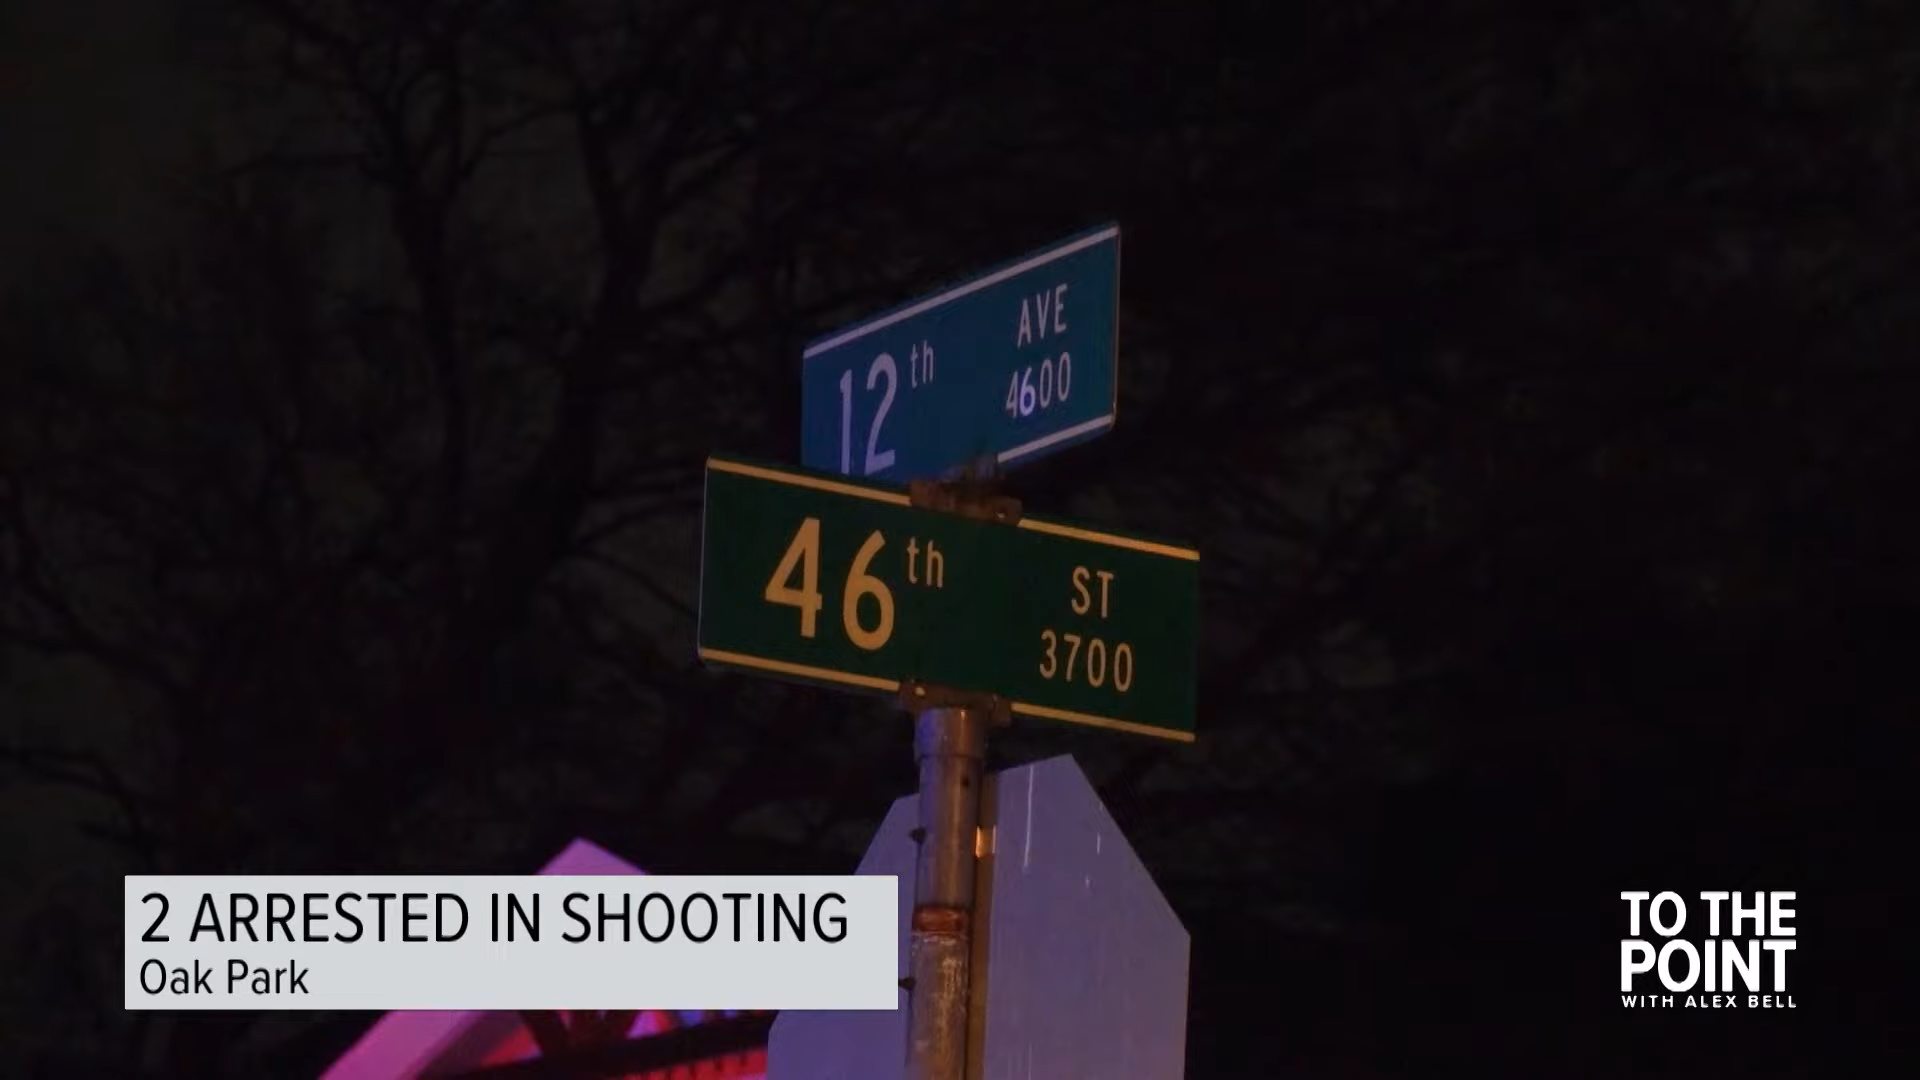 12th AVE
4600
46th ST
3700
2 ARRESTED IN SHOOTING
Oak Park
TO THE
POINT
WITH ALEX BELL